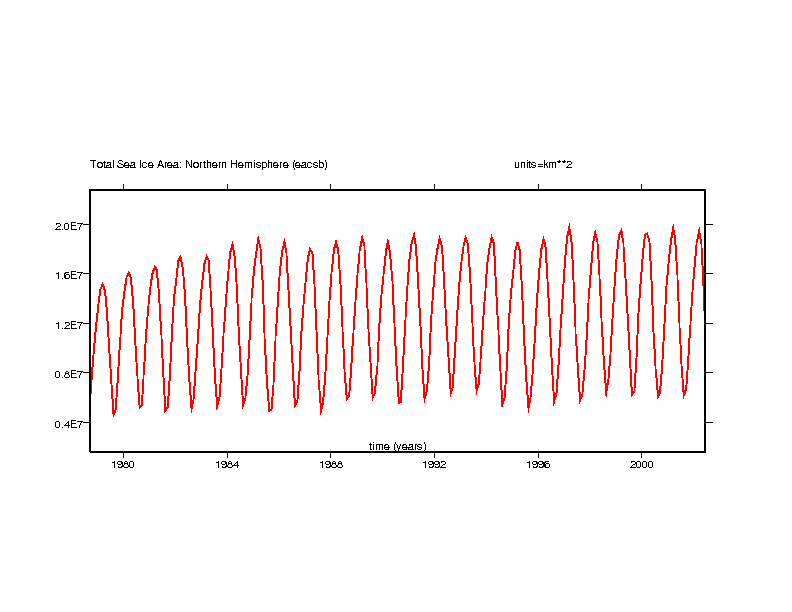 Total Sea Ice Area: Northern Hemisphere (eacsb) units=km**2
2.0E7
1.6E7
1.2E7
0.8E7
0.4E7
time (years)
1980 1984 1988 1992 1996 2000